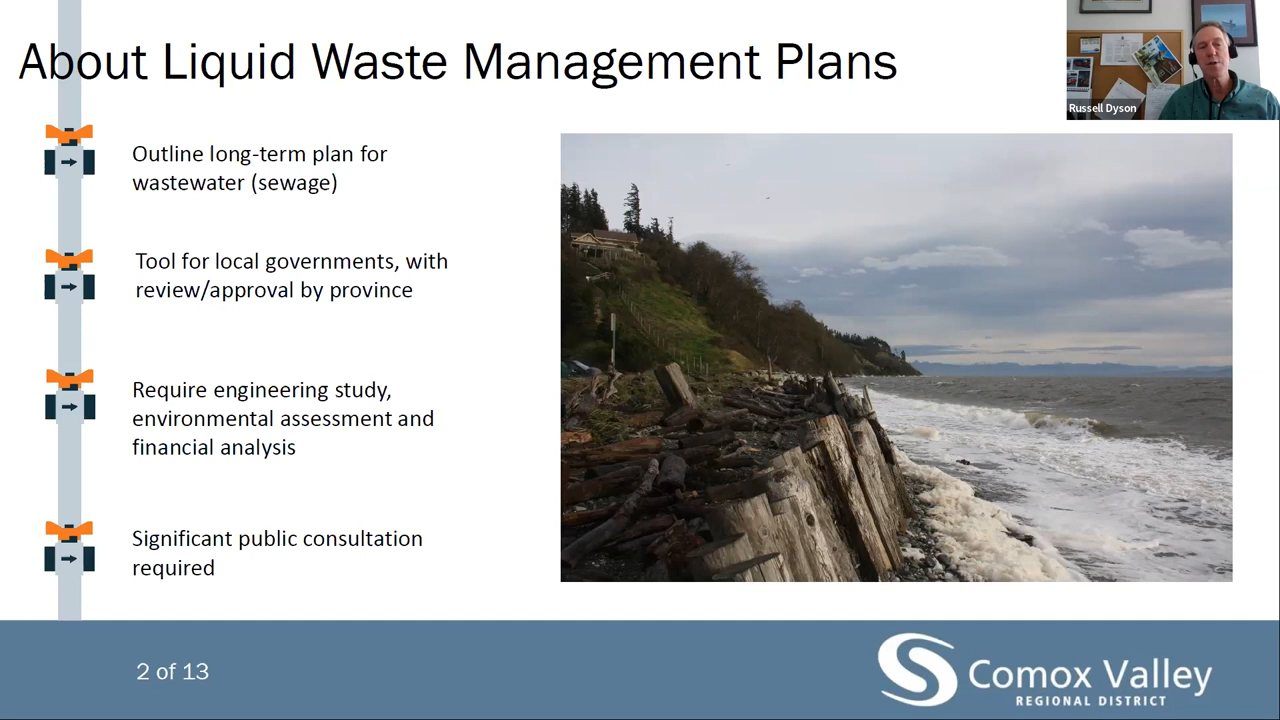 About Liquid Waste Management Plans
Russell Dyson
Outline long-term plan for
wastewater (sewage)
Tool for local governments, with
review/approval by province
Require engineering study,
environmental assessment and
financial analysis
Significant public consultation
required
2 of 13
Comox Valley
REGIONAL DISTRICT